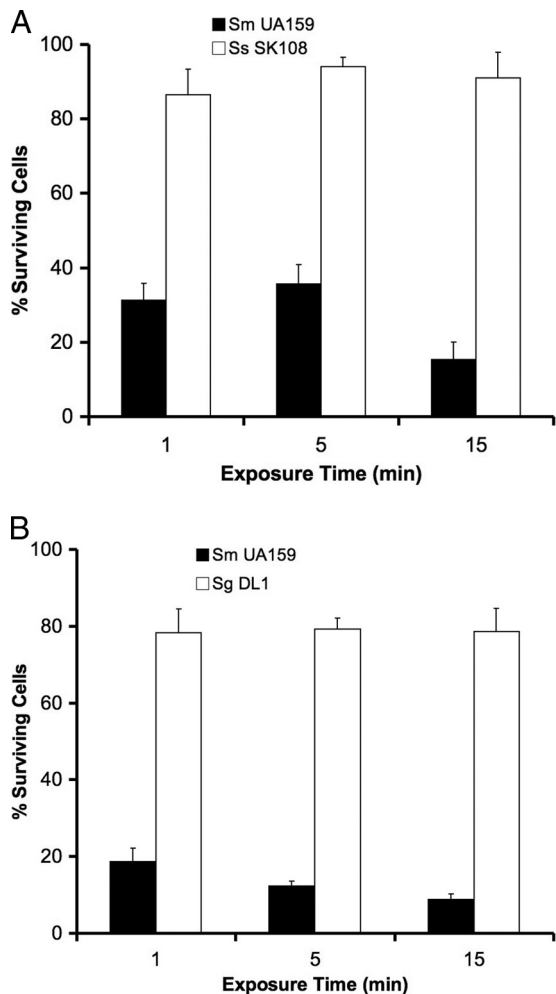 A
Sm UA159
Ss SK108
100
80
60
40
20
0
% Surviving Cells
1 5 15
Exposure Time (min)
B
Sm UA159
Sg DL1
100
80
60
40
20
0
% Surviving Cells
1 5 15
Exposure Time (min)